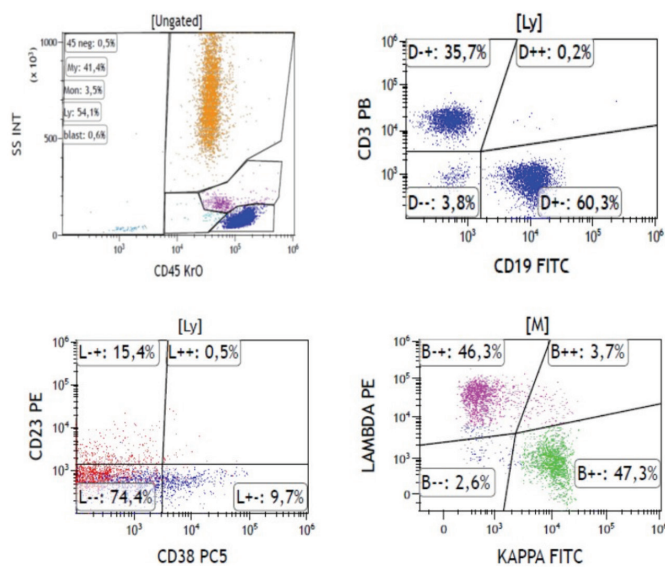 [Ungated]
45 neg: 0,5%
My: 41,4%
Mon: 3,5%
Ly: 54,1%
blast: 0,6%
SS INT
(× 10³)
1000
500
0
10³
10⁴
10⁵
10⁶
CD45 KrO
[Ly]
D-+: 35,7%
D++: 0,2%
D--: 3,8%
D+-: 60,3%
CD3 PB
10⁶
10⁵
10⁴
10³
10³
10⁴
10⁵
10⁶
CD19 FITC
[Ly]
L-+: 15,4%
L++: 0,5%
L--: 74,4%
L+-: 9,7%
CD23 PE
10⁶
10⁵
10⁴
10³
10³
10⁴
10⁵
10⁶
CD38 PC5
[M]
B-+: 46,3%
B++: 3,7%
B--: 2,6%
B+-: 47,3%
LAMBDA PE
10⁶
10⁵
10⁴
10³
0
0
10³
10⁴
10⁵
10⁶
KAPPA FITC